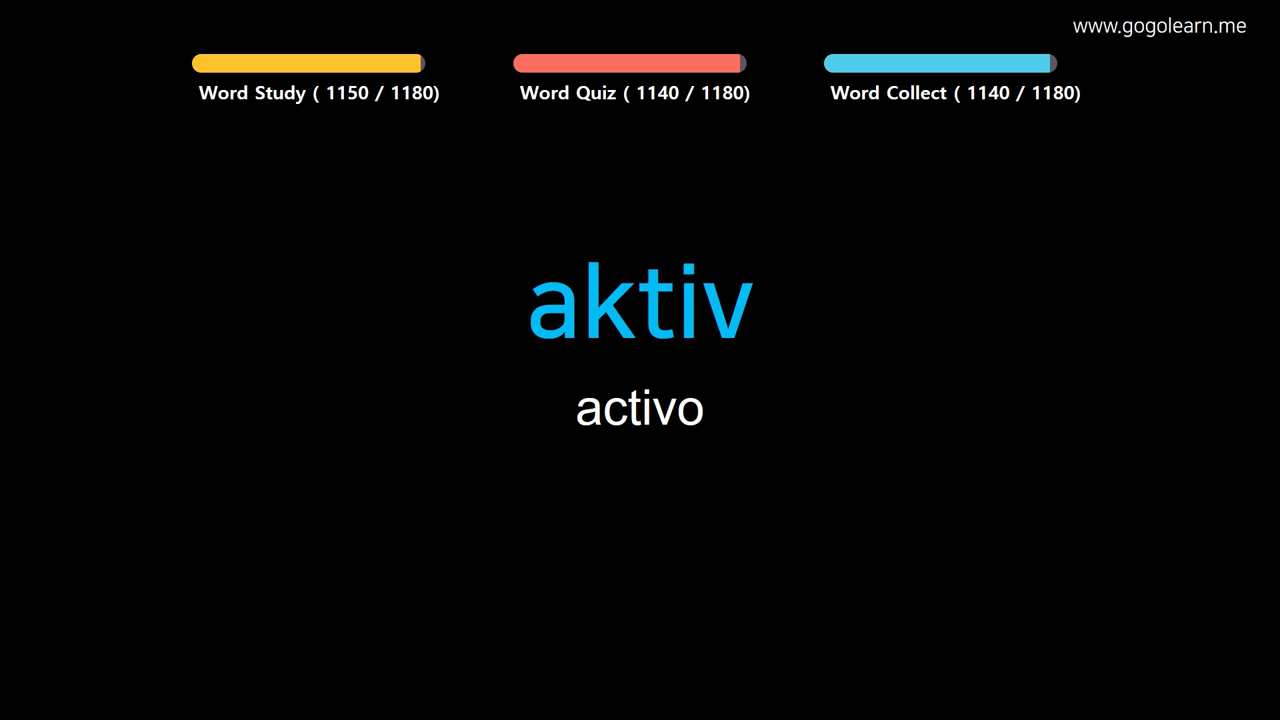 www.gogolearn.me
Word Study ( 1150 / 1180)
Word Quiz ( 1140 / 1180)
Word Collect ( 1140 / 1180)
aktiv
activo